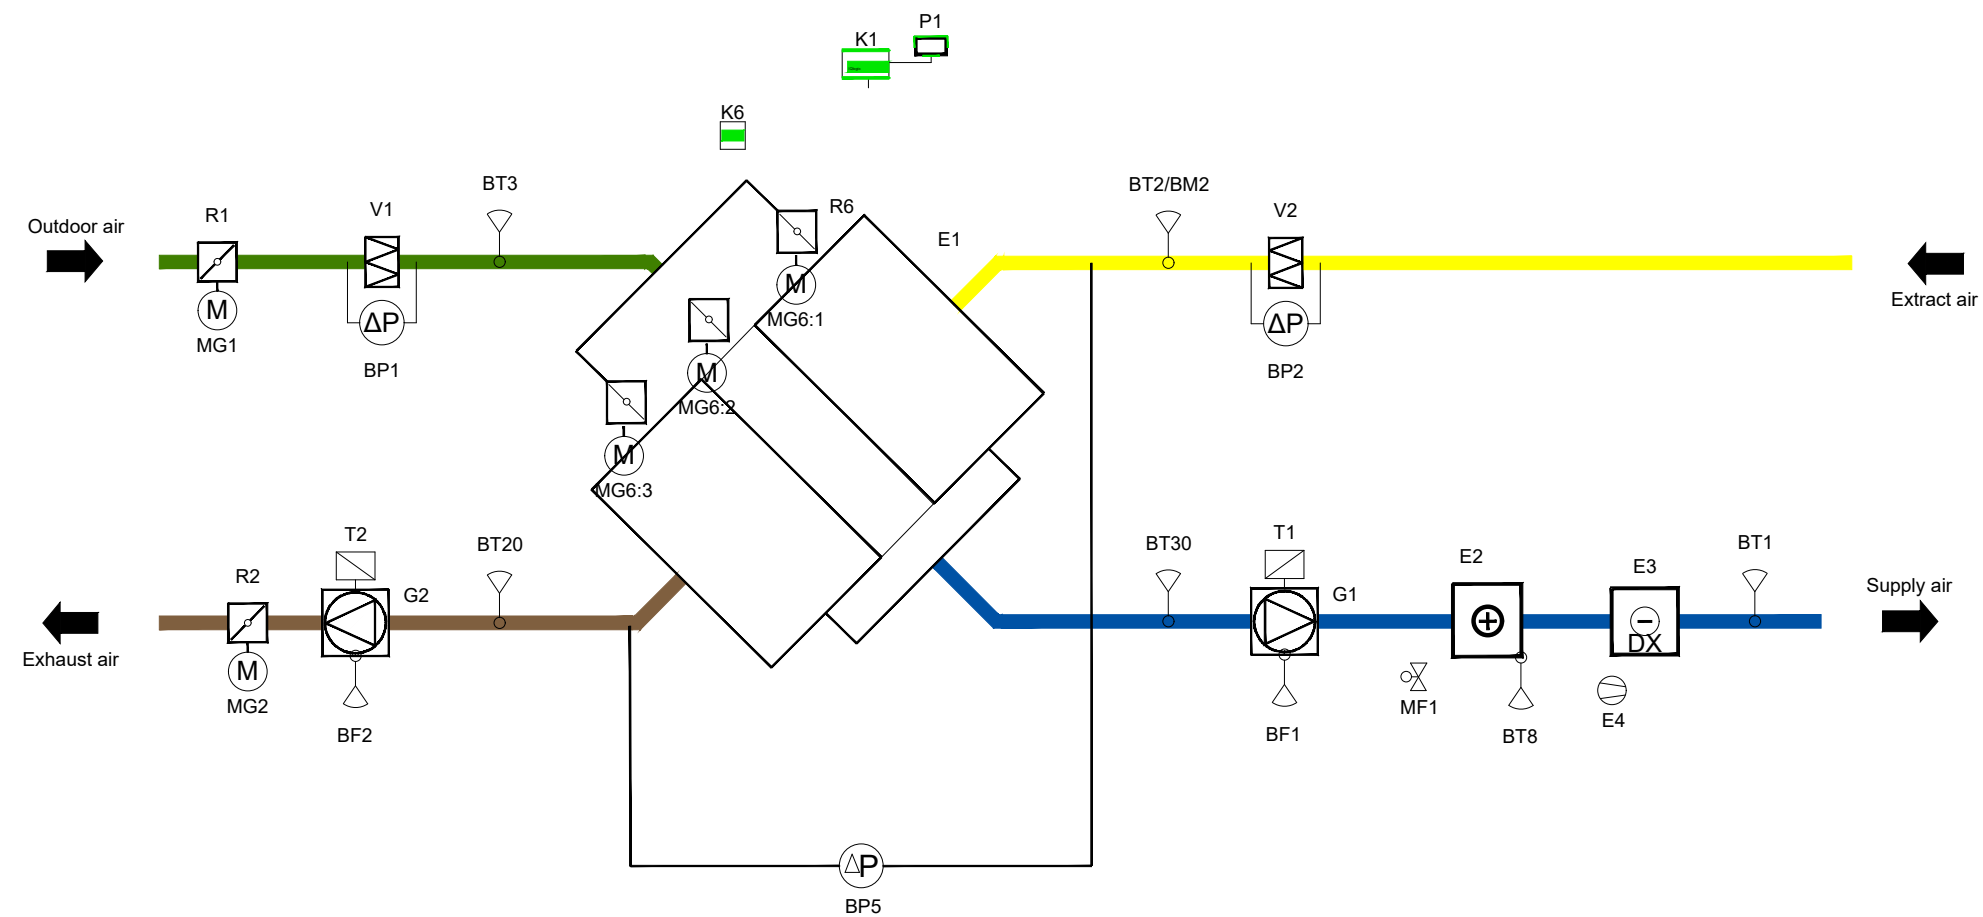 P1
K1
K6
BT3
BT2/BM2
R1
V1
R6
V2
Outdoor air
E1
M
M
Extract air
MG6:1
ΔP
ΔP
MG1
BP1
M
BP2
MG6:2
M
MG6:3
T2
BT20
BT30
T1
E2
E3
BT1
R2
G2
G1
Supply air
DX
Exhaust air
M
MG2
MF1
E4
BF2
BF1
BT8
ΔP
BP5